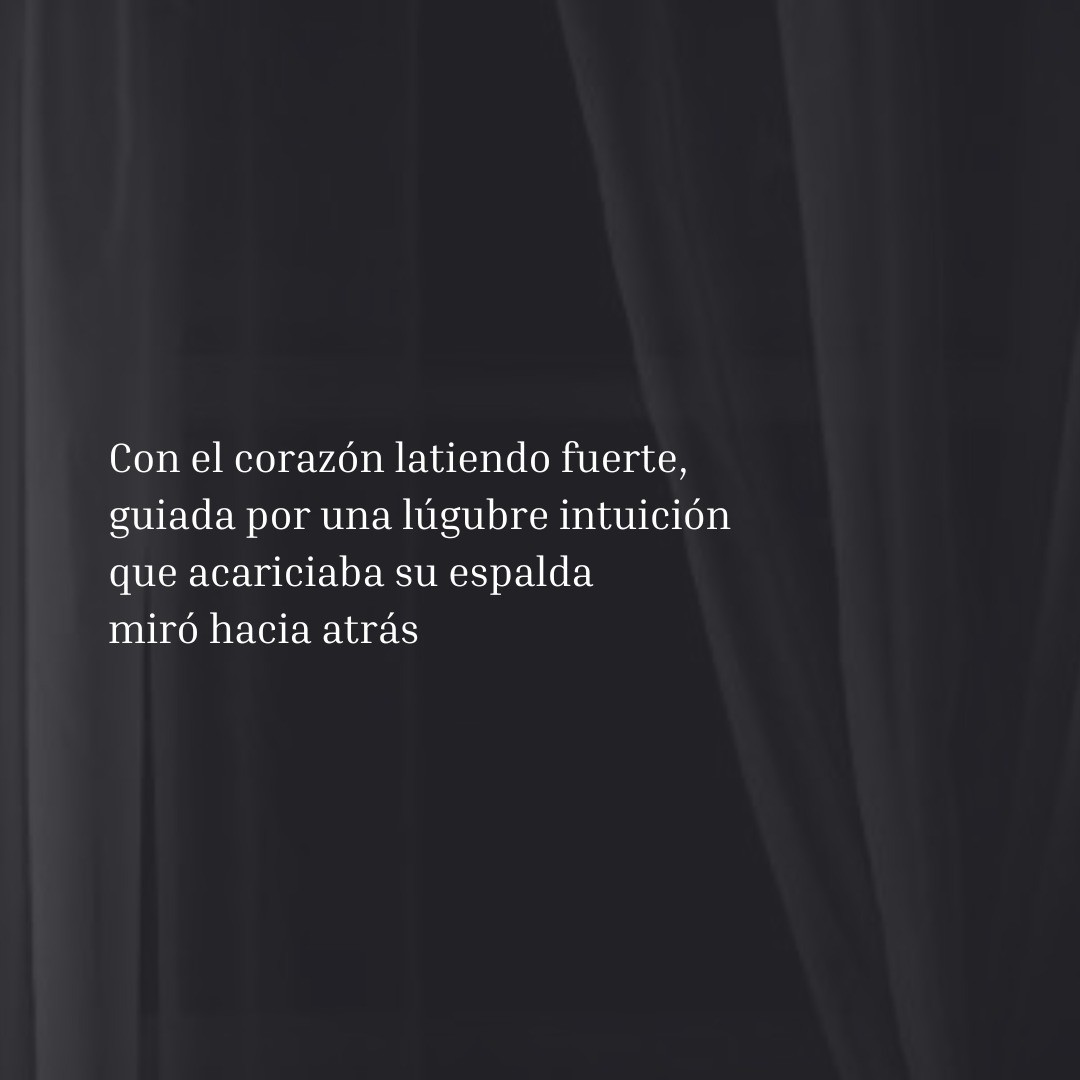 Con el corazón latiendo fuerte,
guiada por una lúgubre intuición
que acariciaba su espalda
miró hacia atrás